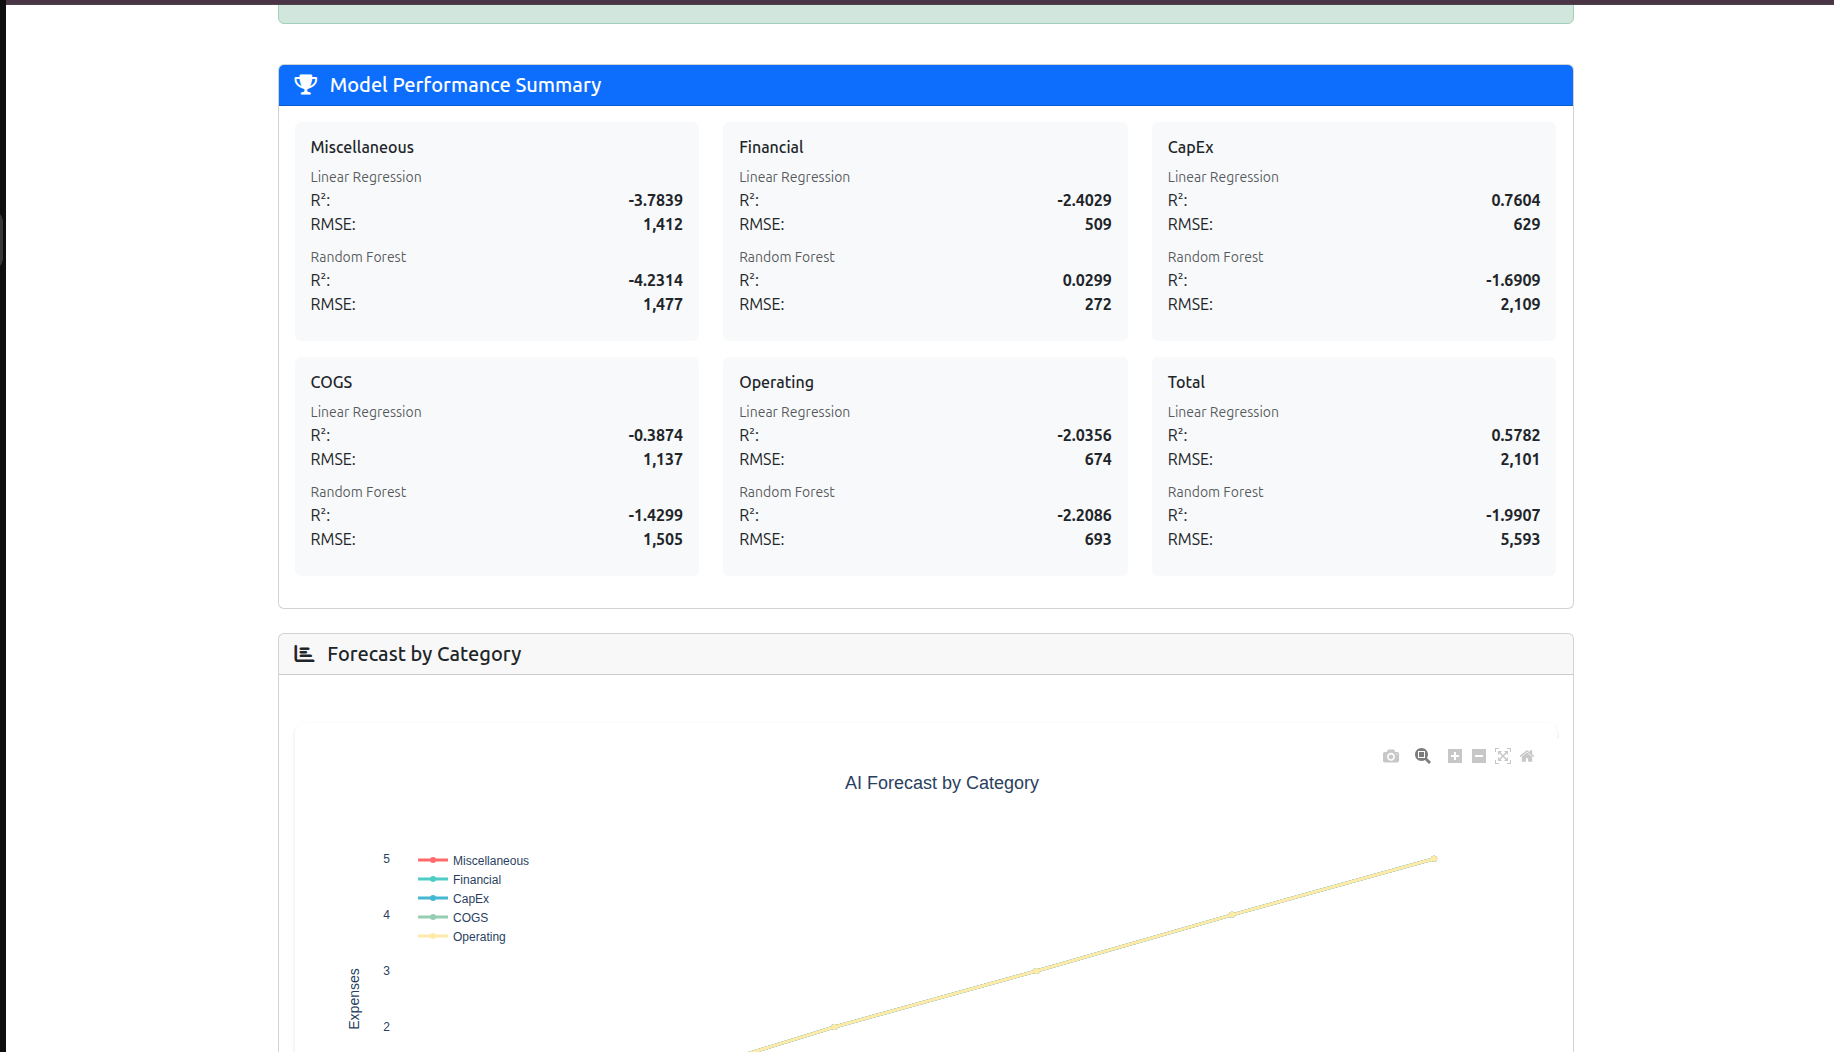 Model Performance Summary
Miscellaneous
Linear Regression
R²: -3.7839
RMSE: 1,412
Random Forest
R²: -4.2314
RMSE: 1,477
Financial
Linear Regression
R²: -2.4029
RMSE: 509
Random Forest
R²: 0.0299
RMSE: 272
CapEx
Linear Regression
R²: 0.7604
RMSE: 629
Random Forest
R²: -1.6909
RMSE: 2,109
COGS
Linear Regression
R²: -0.3874
RMSE: 1,137
Random Forest
R²: -1.4299
RMSE: 1,505
Operating
Linear Regression
R²: -2.0356
RMSE: 674
Random Forest
R²: -2.2086
RMSE: 693
Total
Linear Regression
R²: 0.5782
RMSE: 2,101
Random Forest
R²: -1.9907
RMSE: 5,593
Forecast by Category
AI Forecast by Category
5
4
3
2
Expenses
Miscellaneous
Financial
CapEx
COGS
Operating